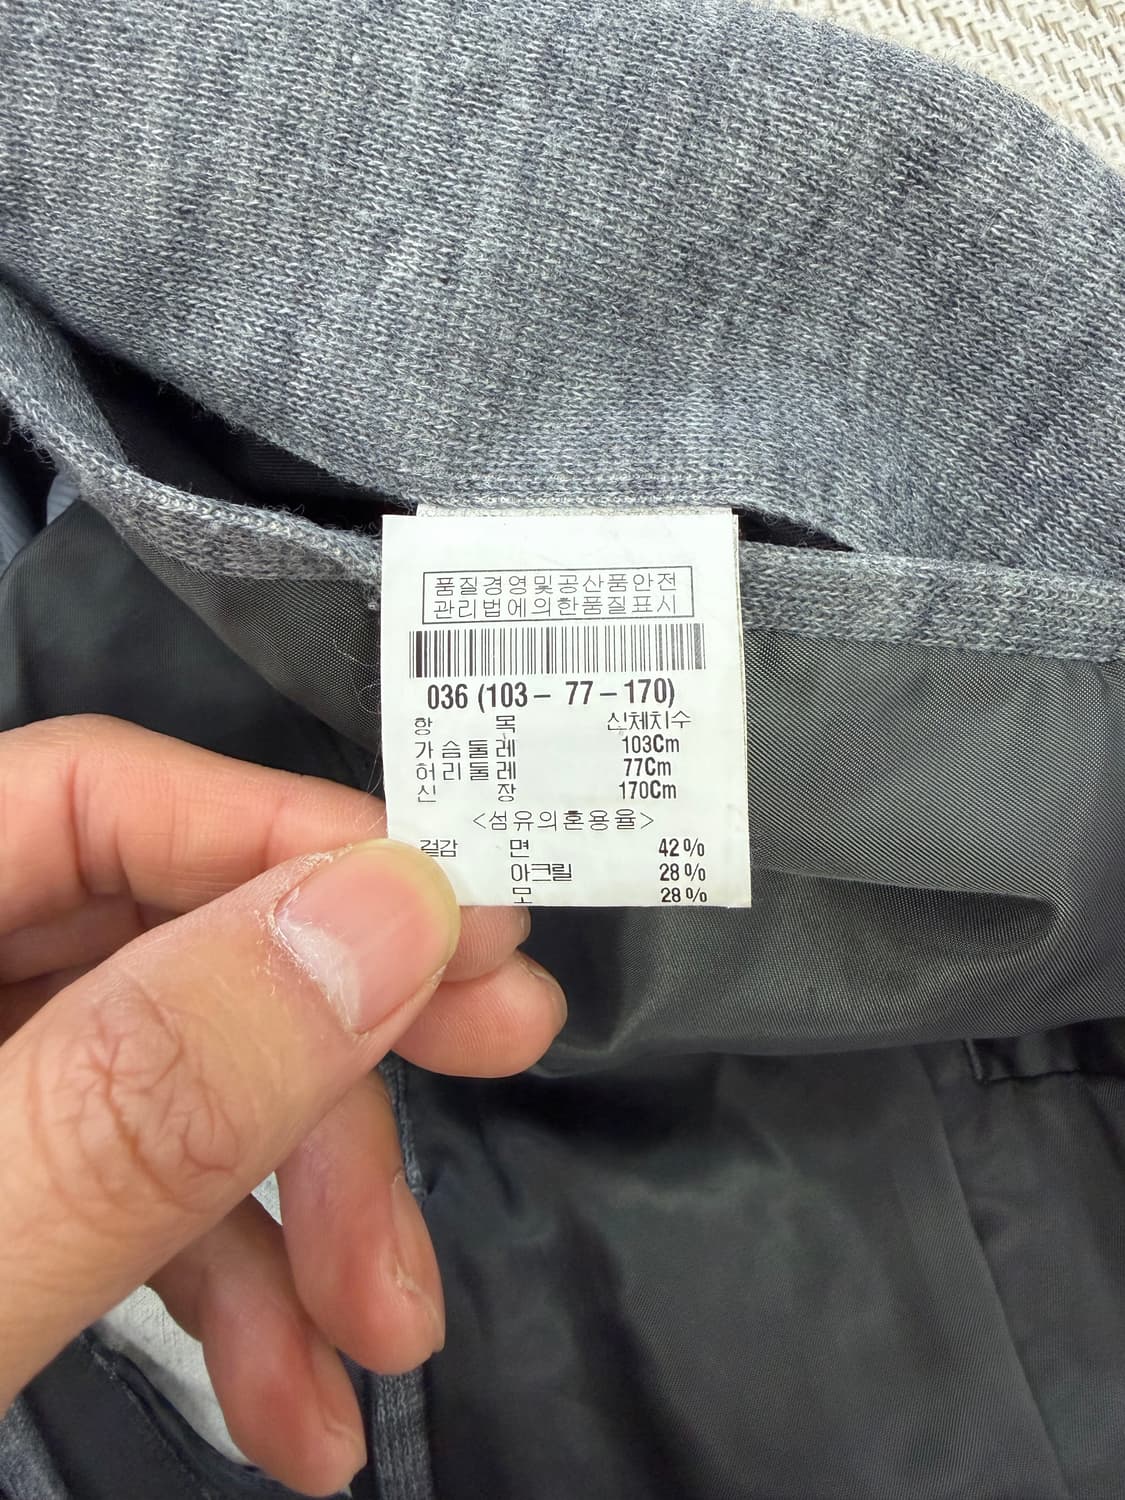 품질경영및공산품안전
관리법에의한품질표시
036 (103– 77–170)
항 목 신체치수
가슴둘레 103Cm
허리둘레 77Cm
신 장 170Cm
<섬유의혼용율>
겉감 면 42%
아크릴 28%
모 28%